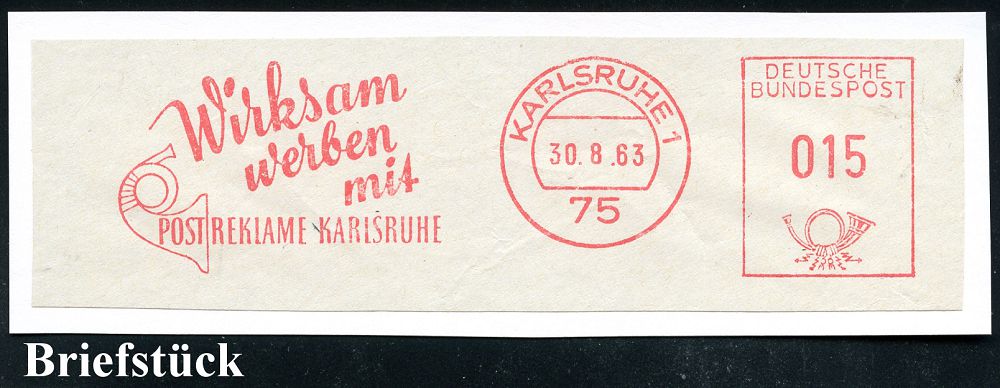 Wirksam
werben
mit
POSTREKLAME KARLSRUHE
KARLSRUHE 1
30.8.63
75
DEUTSCHE
BUNDESPOST
015
Briefstück